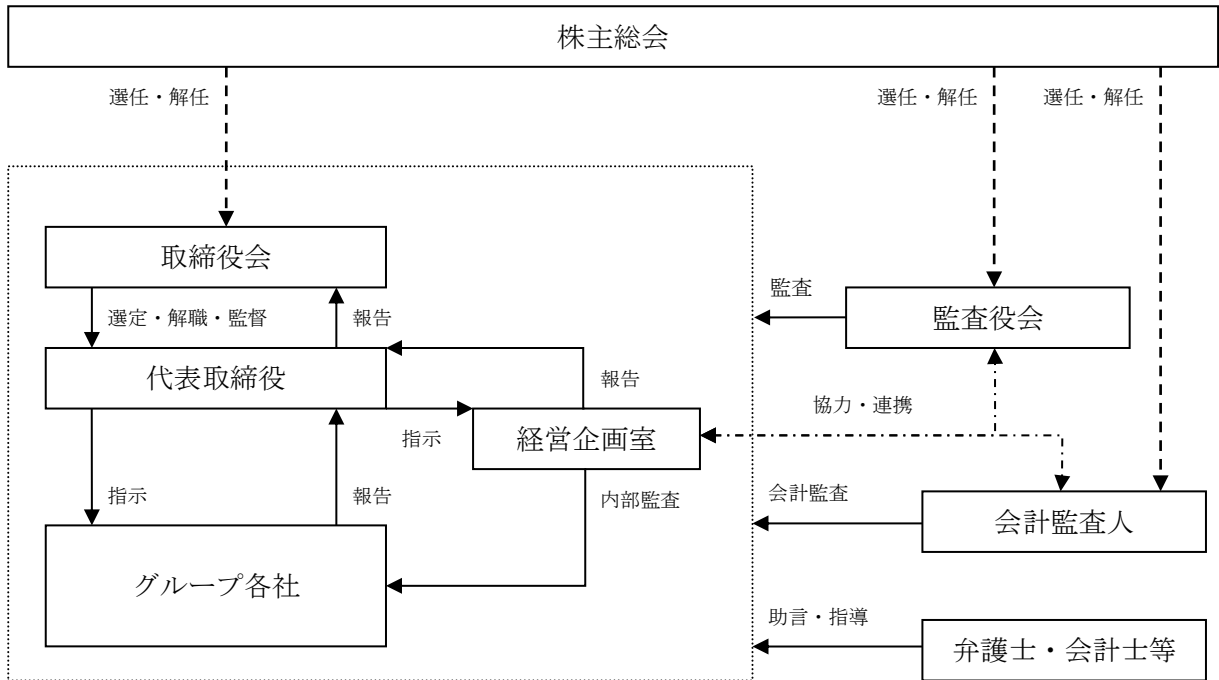 株主総会
選任・解任
選任・解任
選任・解任
取締役会
選定・解職・監督
報告
監査
監査役会
代表取締役
報告
協力・連携
指示
経営企画室
指示
報告
内部監査
会計監査
会計監査人
グループ各社
助言・指導
弁護士・会計士等